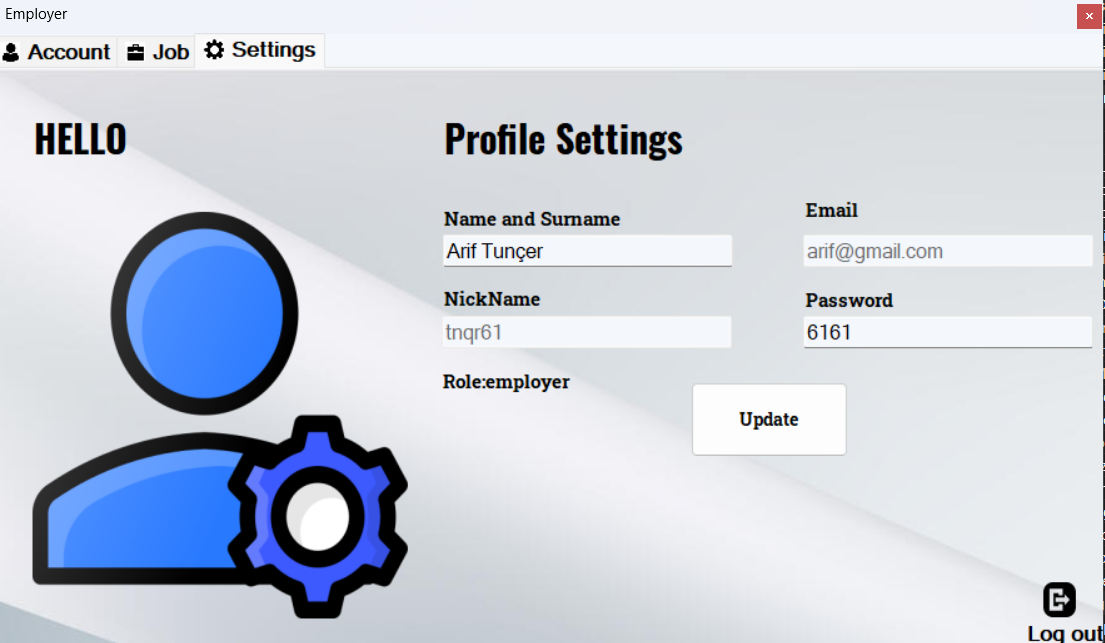 Employer
Account Job Settings
HELLO
Profile Settings
Name and Surname
Email
Arif Tunçer
arif@gmail.com
NickName
Password
tnqr61
6161
Role:employer
Update
Log out